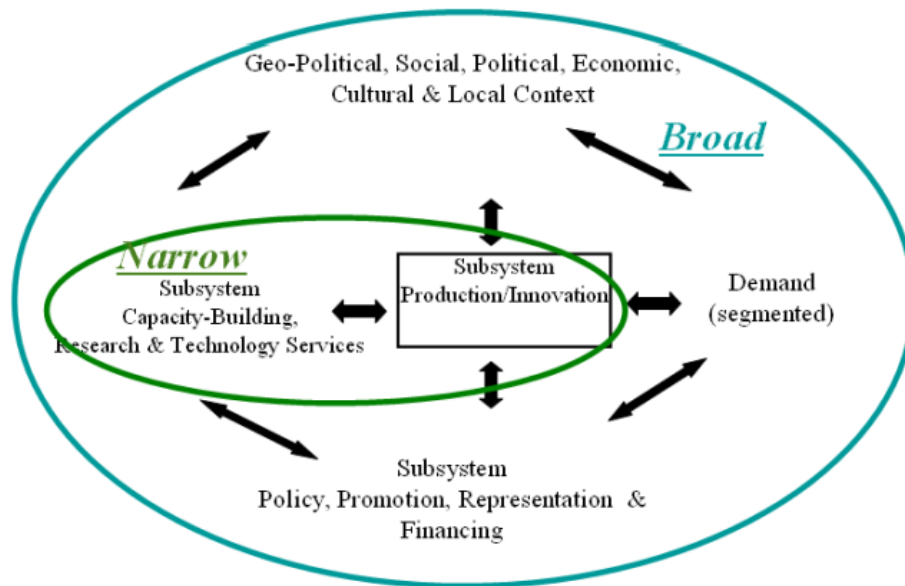 Geo-Political, Social, Political, Economic,
Cultural & Local Context
Broad
Narrow
Subsystem
Capacity-Building,
Research & Technology Services
Subsystem
Production/Innovation
Demand
(segmented)
Subsystem
Policy, Promotion, Representation &
Financing